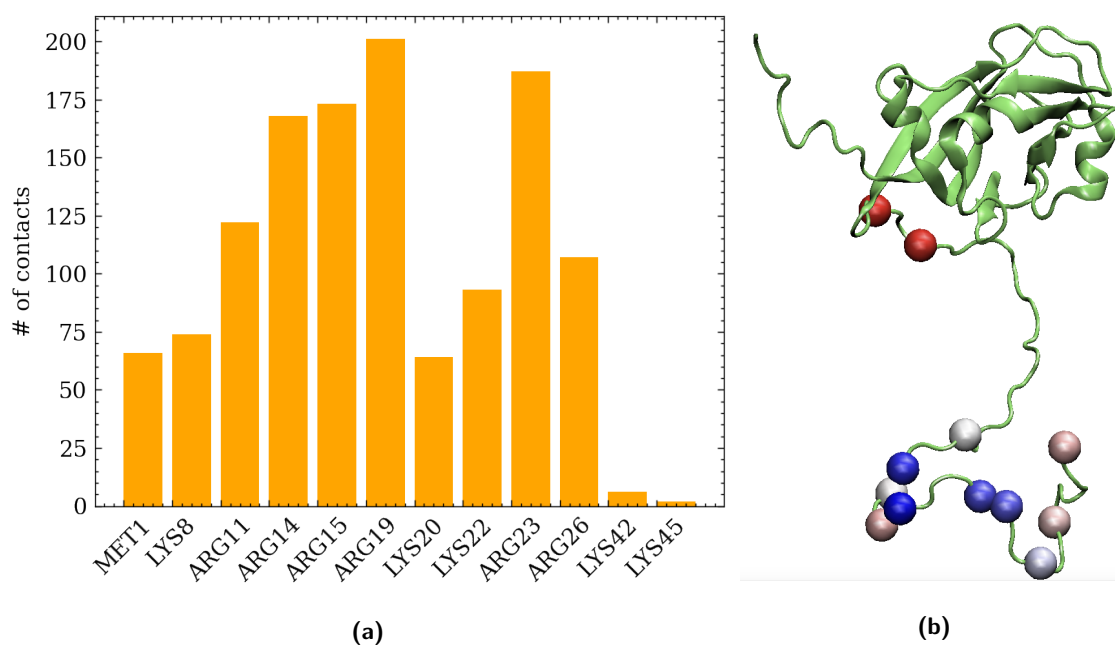 200
175
150
125
100
75
50
25
0
# of contacts
MET1 LYS8 ARG11 ARG14 ARG15 ARG19 LYS20 LYS22 ARG23 ARG26 LYS42 LYS45
(a)
(b)